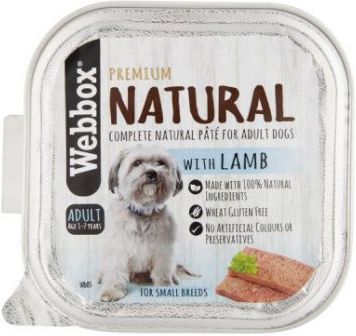 Webbox®
PREMIUM
NATURAL
COMPLETE NATURAL PÂTÉ FOR ADULT DOGS
WITH LAMB
MADE WITH 100% NATURAL
INGREDIENTS
WHEAT GLUTEN FREE
NO ARTIFICIAL COLOURS OR
PRESERVATIVES
ADULT
AGE 1-7 YEARS
FOR SMALL BREEDS